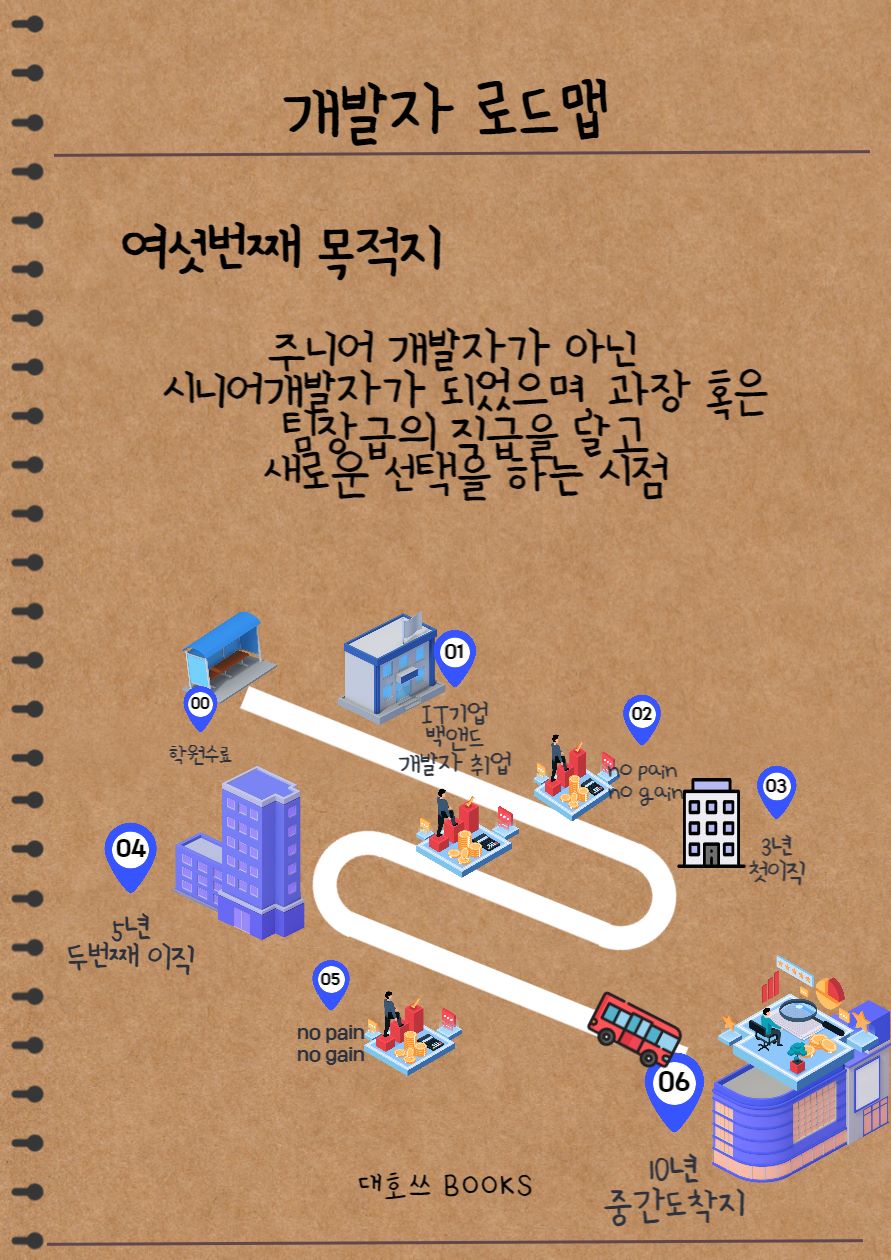 개발자 로드맵
여섯번째 목적지
주니어 개발자가 아닌
시니어개발자가 되었으며, 과장 혹은
팀장급의 직급을 달고
새로운 선택을 하는 시점
00
학원수료
01
IT기업
백앤드
개발자 취업
02
no pain
no gain
03
3년
첫이직
04
5년
두번째 이직
05
no pain
no gain
06
10년
중간도착지
대호쓰 BOOKS